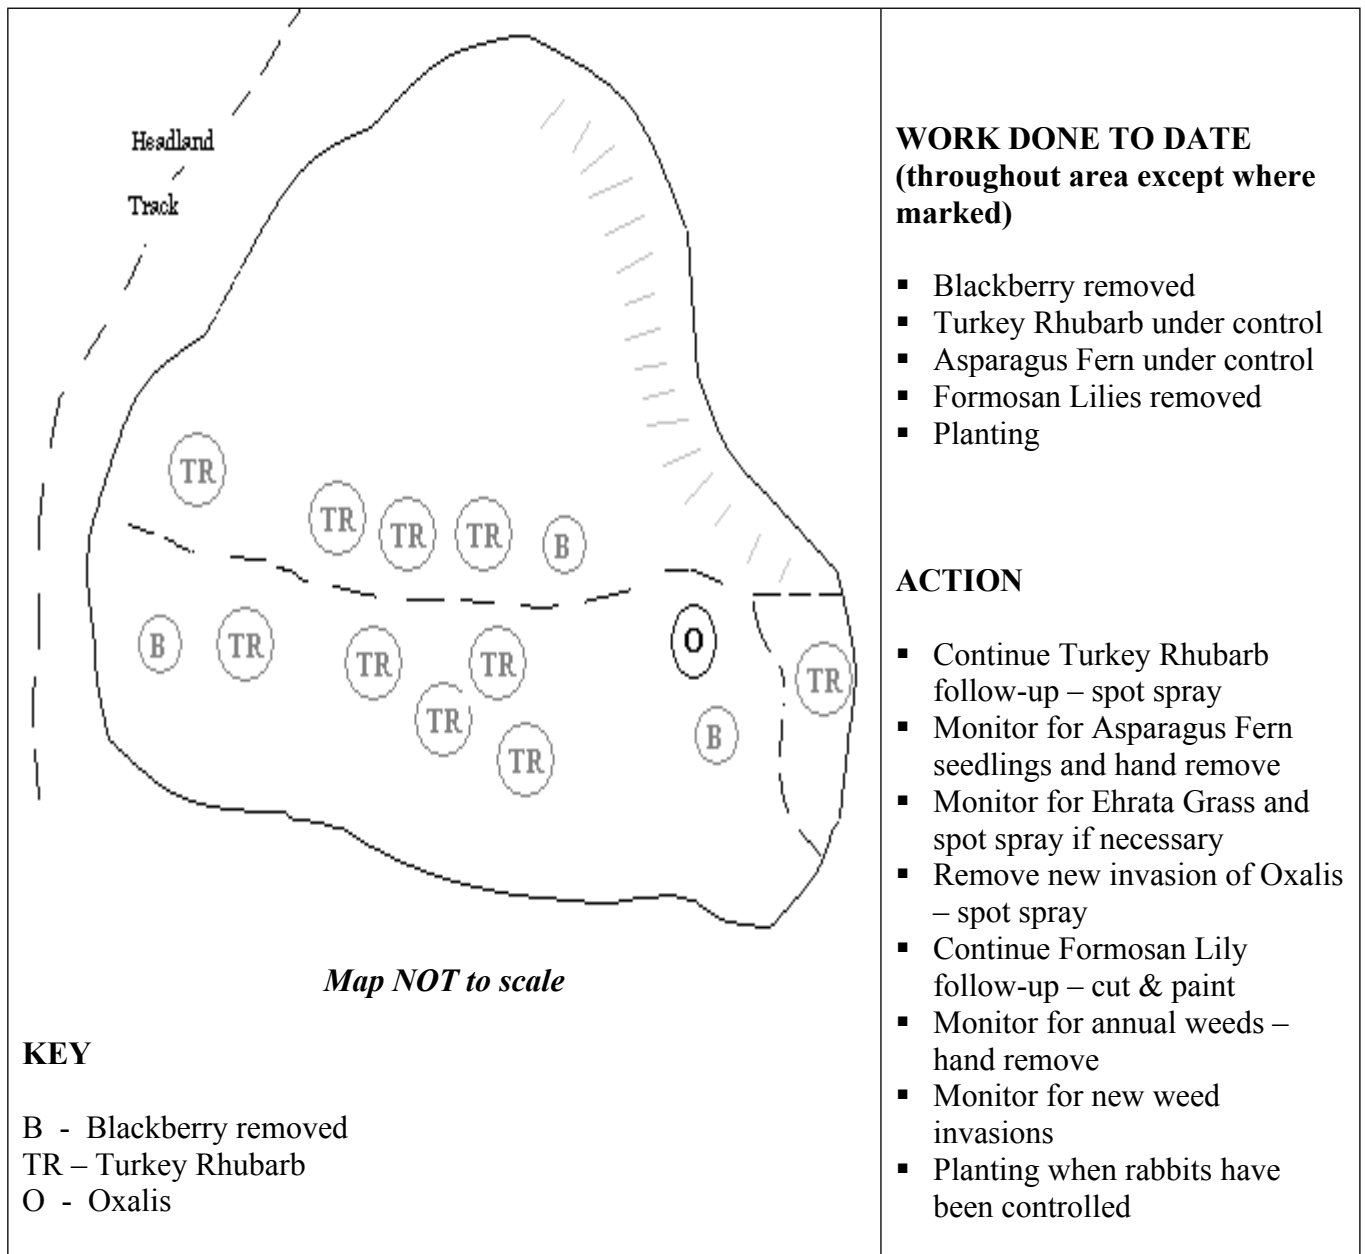 Headland
Track
TR
TR
TR
TR
B
B
TR
TR
TR
TR
TR
O
B
TR
Map NOT to scale
KEY
B - Blackberry removed
TR – Turkey Rhubarb
O - Oxalis
WORK DONE TO DATE
(throughout area except where
marked)
▪ Blackberry removed
▪ Turkey Rhubarb under control
▪ Asparagus Fern under control
▪ Formosan Lilies removed
▪ Planting
ACTION
▪ Continue Turkey Rhubarb
follow-up – spot spray
▪ Monitor for Asparagus Fern
seedlings and hand remove
▪ Monitor for Ehrata Grass and
spot spray if necessary
▪ Remove new invasion of Oxalis
– spot spray
▪ Continue Formosan Lily
follow-up – cut & paint
▪ Monitor for annual weeds –
hand remove
▪ Monitor for new weed
invasions
▪ Planting when rabbits have
been controlled